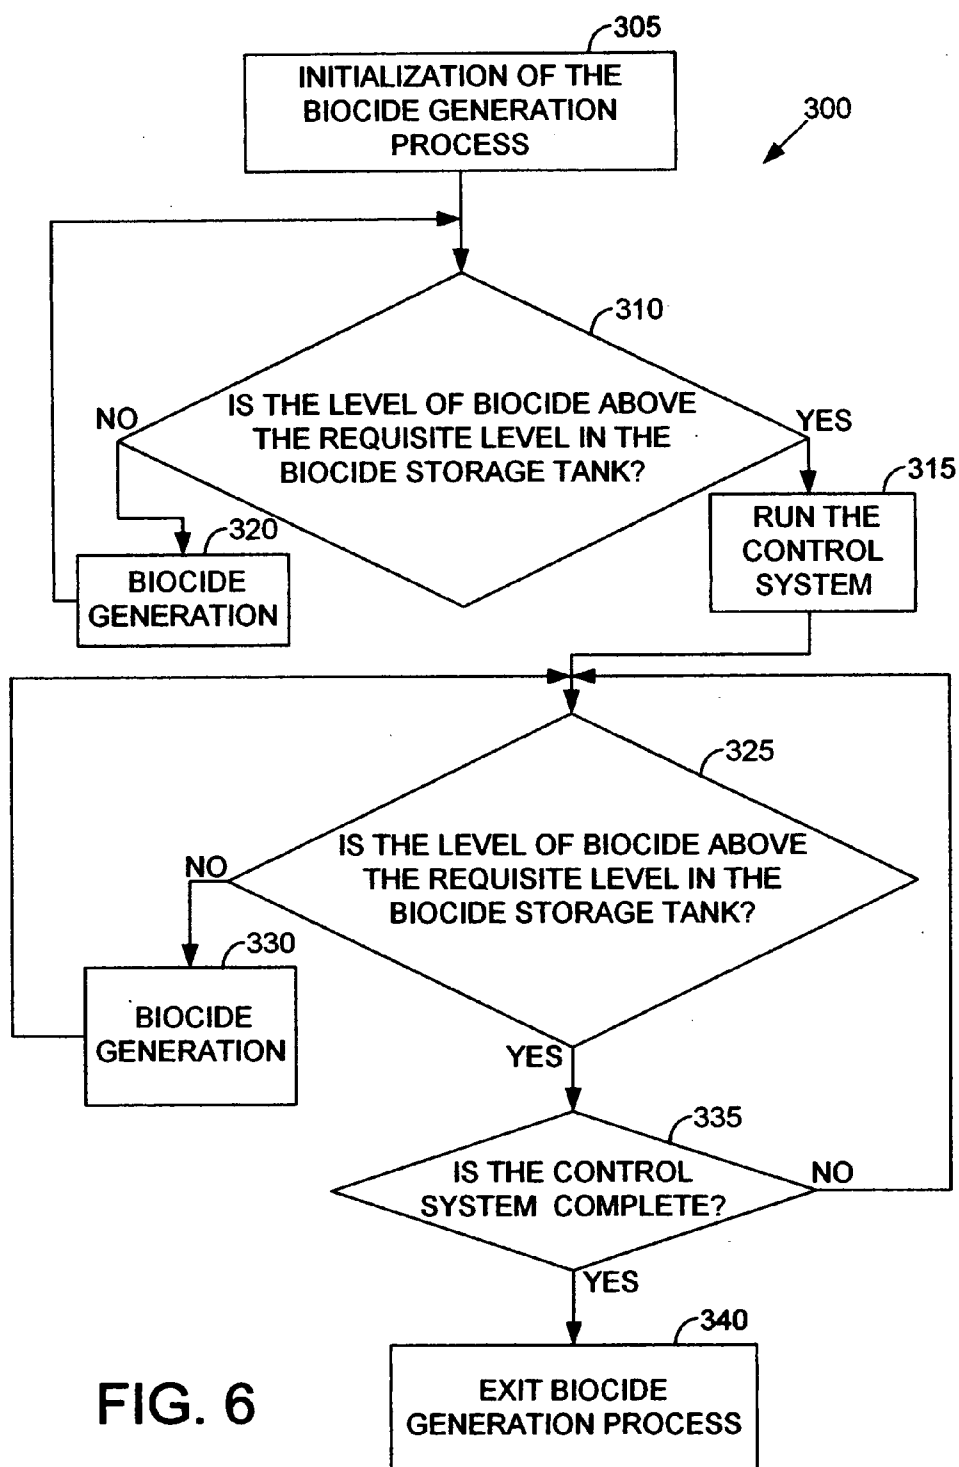 305
INITIALIZATION OF THE
BIOCIDE GENERATION
PROCESS
300
310
IS THE LEVEL OF BIOCIDE ABOVE
THE REQUISITE LEVEL IN THE
BIOCIDE STORAGE TANK?
NO
YES
315
RUN THE
CONTROL
SYSTEM
320
BIOCIDE
GENERATION
325
IS THE LEVEL OF BIOCIDE ABOVE
THE REQUISITE LEVEL IN THE
BIOCIDE STORAGE TANK?
NO
330
BIOCIDE
GENERATION
YES
335
IS THE CONTROL
SYSTEM COMPLETE?
NO
YES
340
EXIT BIOCIDE
GENERATION PROCESS
FIG. 6